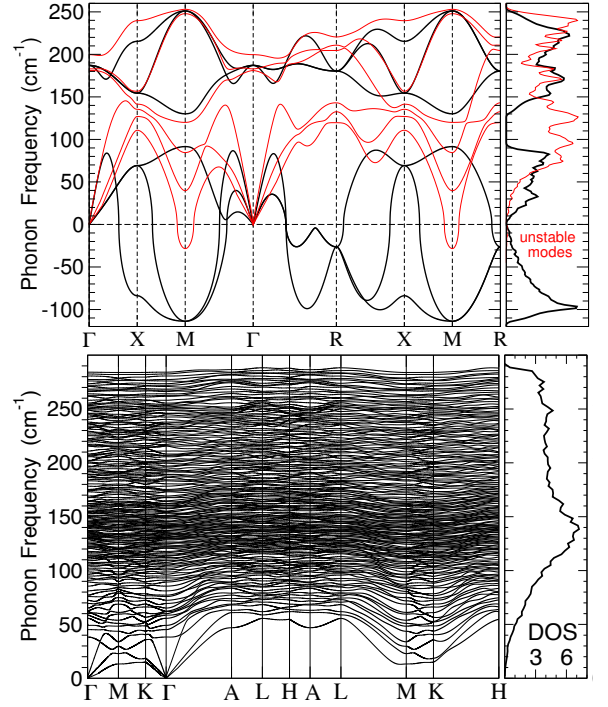 250
200
150
100
50
0
-50
-100
Phonon Frequency (cm⁻¹)
unstable
modes
Γ X M Γ R X M R
250
200
150
100
50
0
Phonon Frequency (cm⁻¹)
DOS
3 6
Γ M K Γ A L H A L M K H